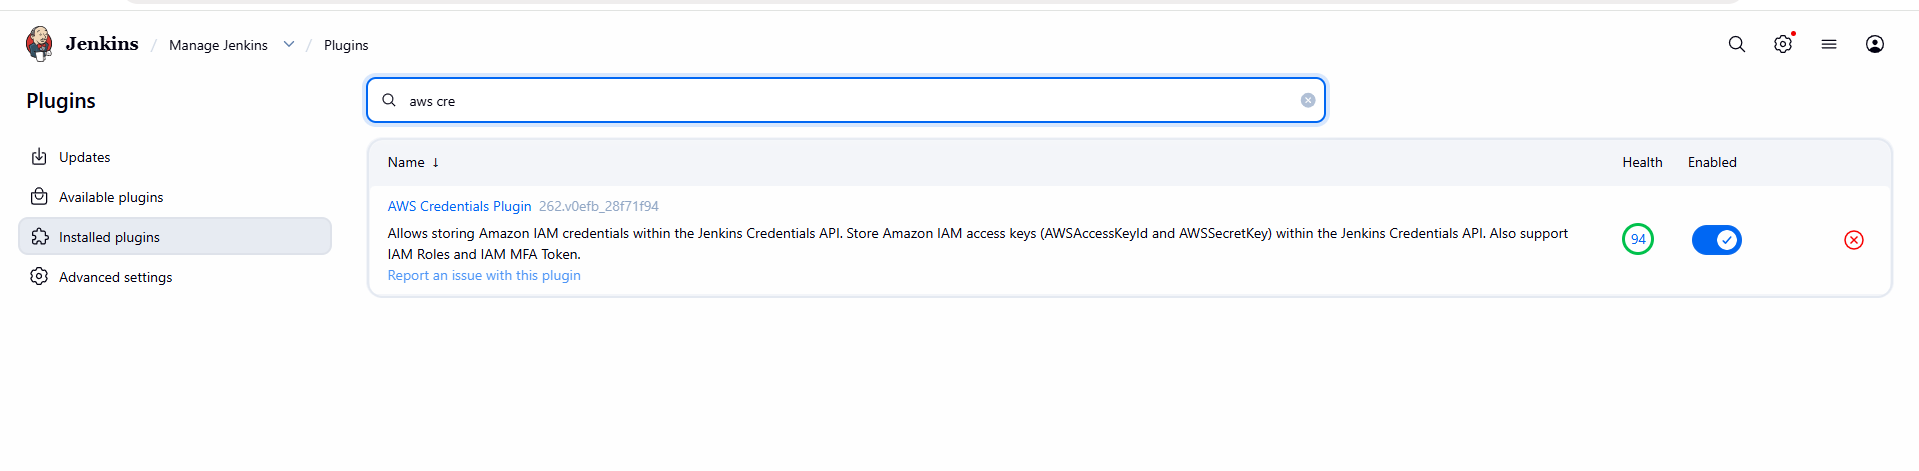 Jenkins / Manage Jenkins / Plugins
Plugins
aws cre
Updates
Available plugins
Installed plugins
Advanced settings
Name ↓ Health Enabled
AWS Credentials Plugin 262.v0efb_28f71f94
Allows storing Amazon IAM credentials within the Jenkins Credentials API. Store Amazon IAM access keys (AWSAccessKeyId and AWSSecretKey) within the Jenkins Credentials API. Also support
IAM Roles and IAM MFA Token.
Report an issue with this plugin
94